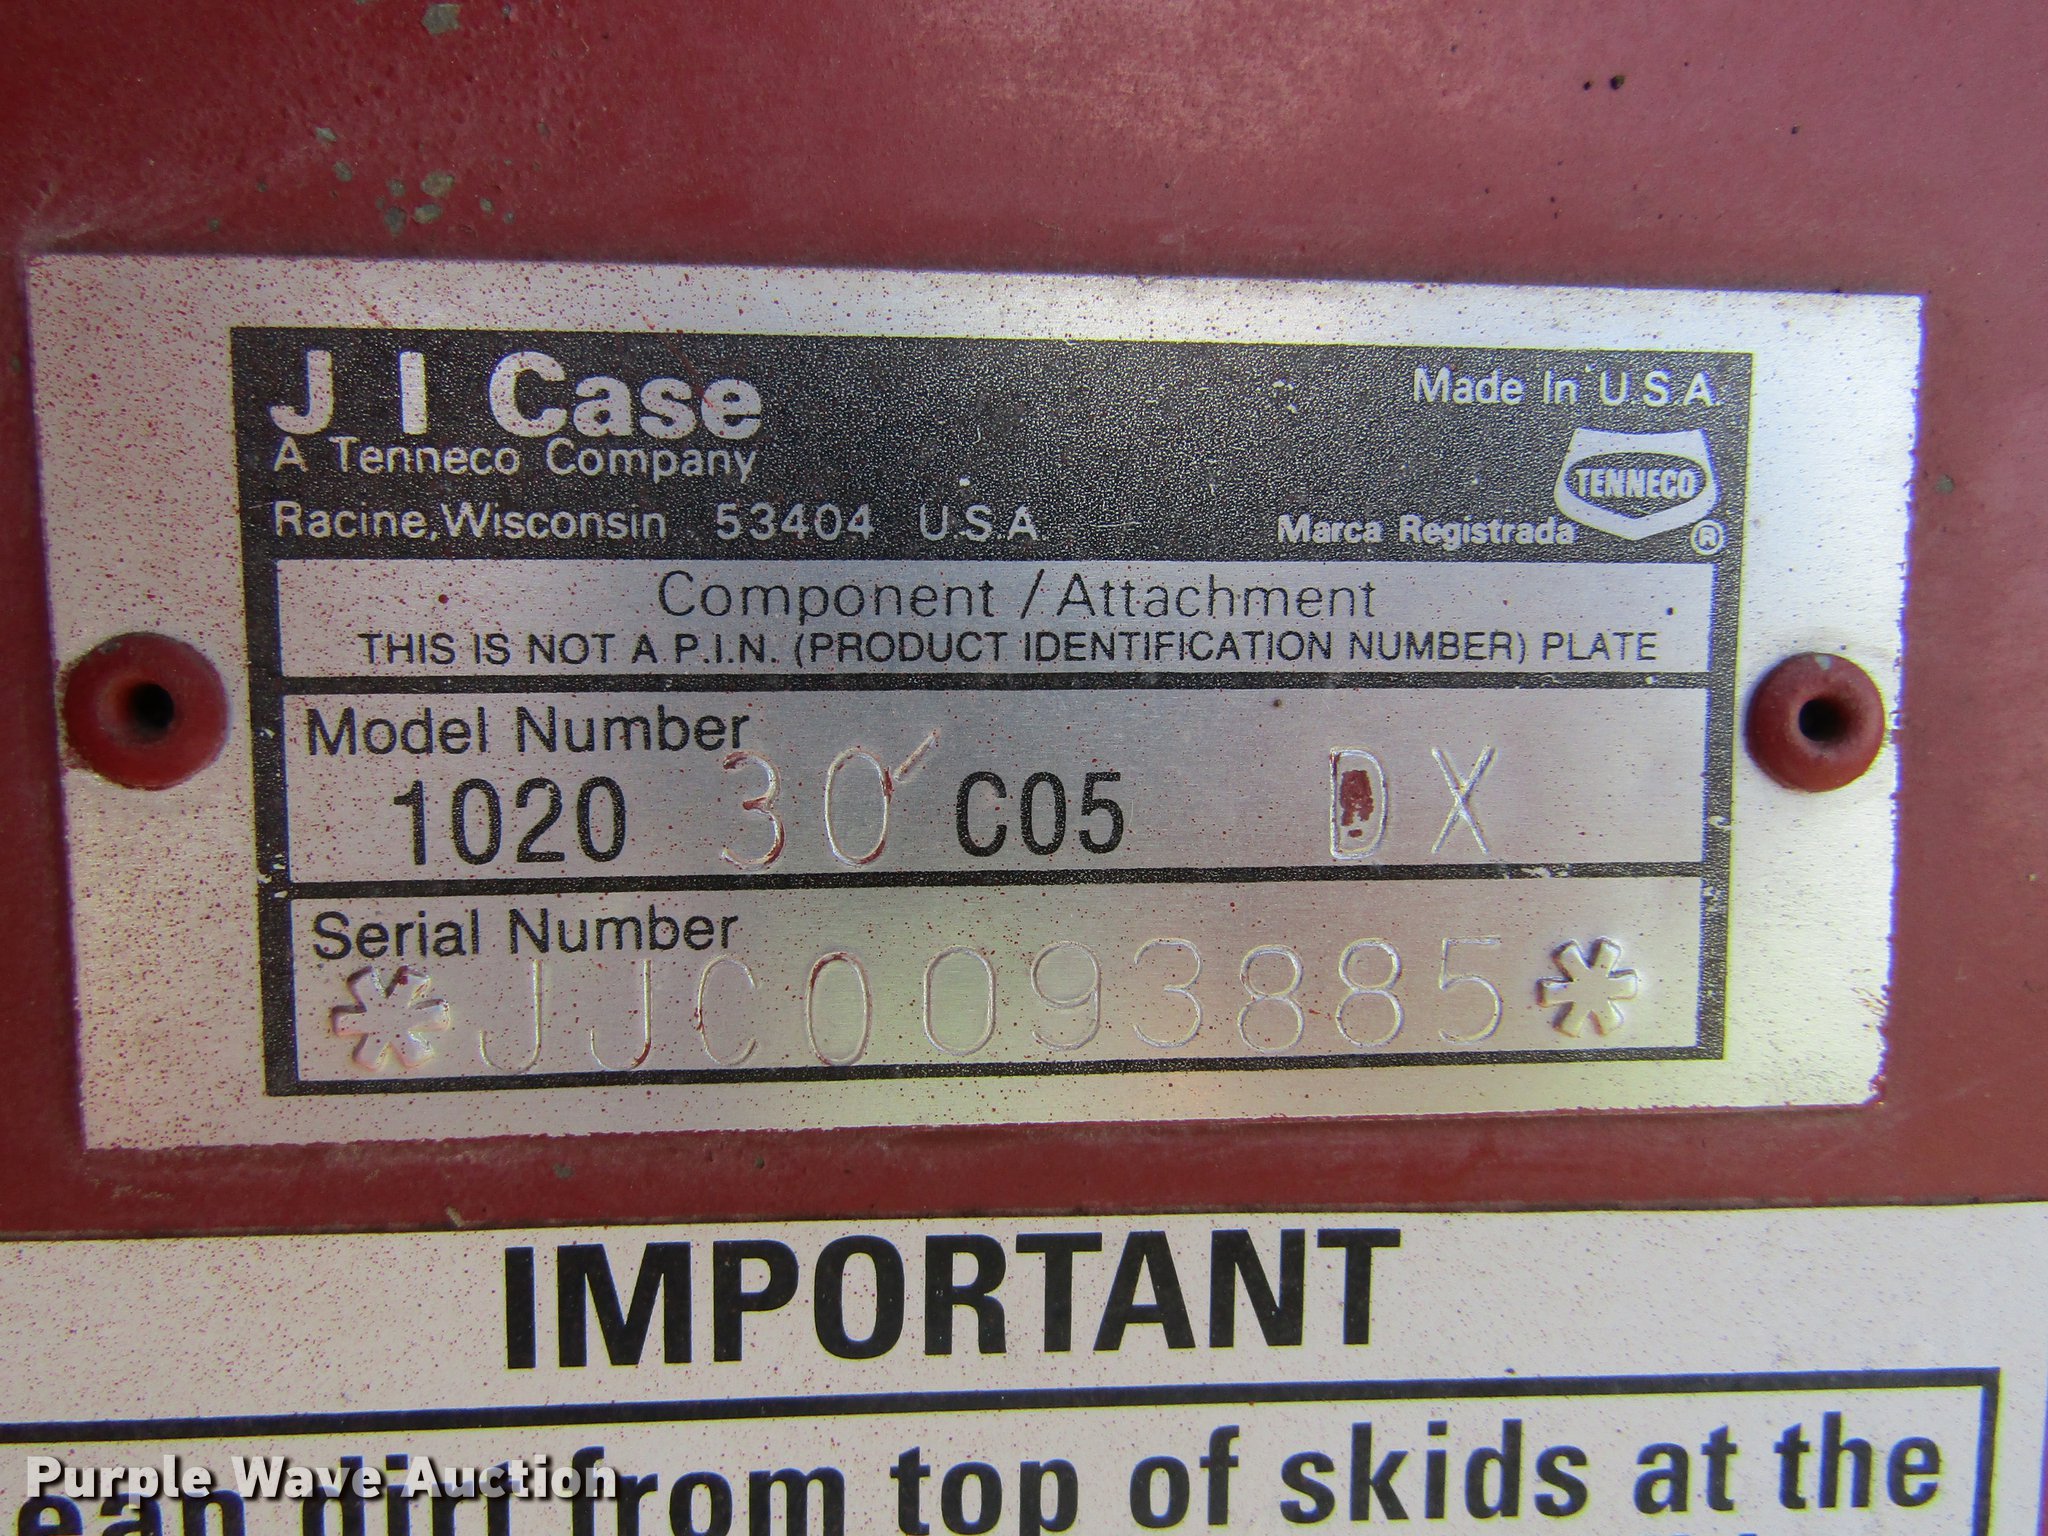 J I Case
Made In U S A.
A Tenneco Company
TENNECO
Racine, Wisconsin 53404 U.S.A.
Marca Registrada ®
Component / Attachment
THIS IS NOT A P.I.N. (PRODUCT IDENTIFICATION NUMBER) PLATE
Model Number
1020 30' C05 DX
Serial Number
*JJC0093885*
IMPORTANT
dirt from top of skids at the
Purple Wave Auction